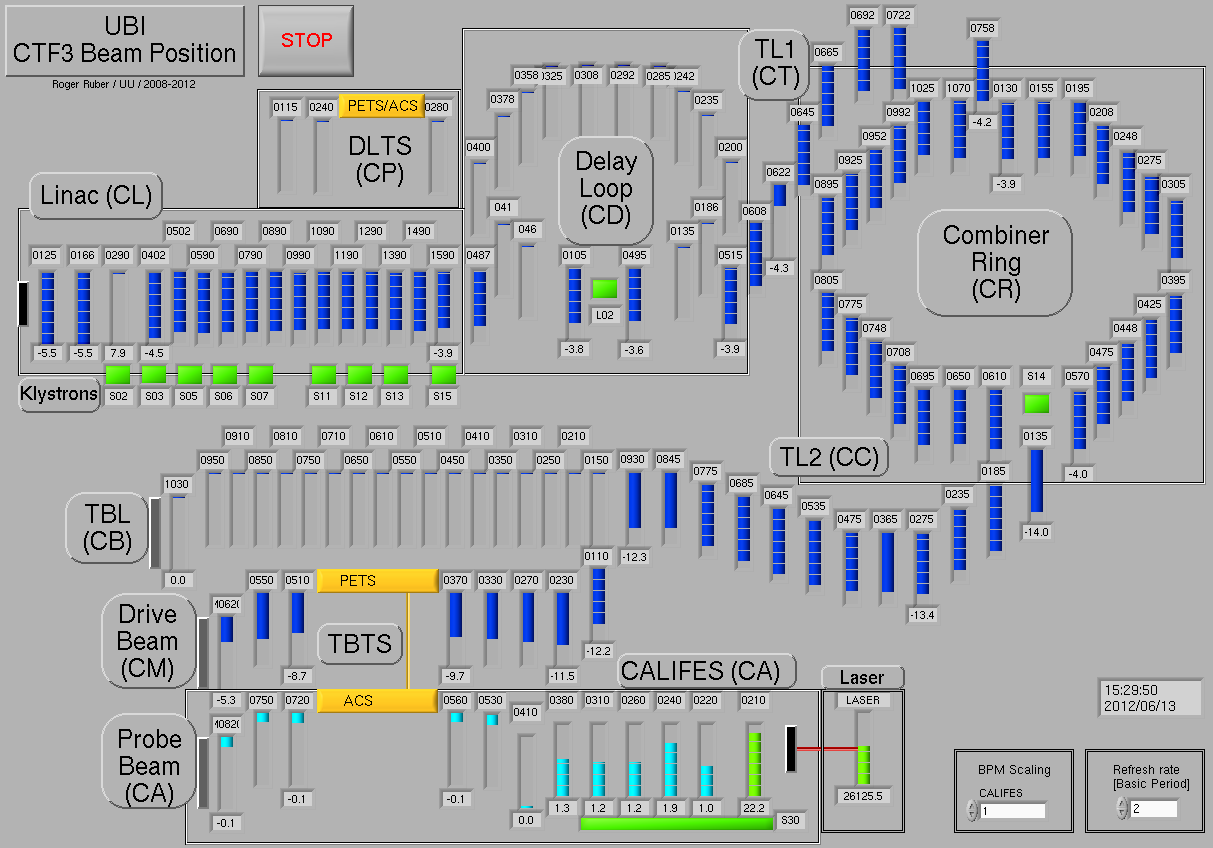 UBI
CTF3 Beam Position
STOP
Roger Ruber / UU / 2008-2012
0115 0240 PETS/ACS 0280
DLTS
(CP)
0358 0325 0308 0292 0285 0242
0378 0235
0400 0200
041 0186
046 0135
Delay
Loop
(CD)
0487 0105 0495 0515
L02
-3.8 -3.6 -3.9
TL1
(CT)
0692 0722
0665 0758
0645
0622
0608
-4.3
1025 1070 0130 0155 0195
-4.2
0992 0208
0952 0248
0925 0275
0895 0305
-3.9
Combiner
Ring
(CR)
0805 0395
0775 0425
0748 0448
0708 0475
0695 0650 0610 S14 0570
0135
-4.0
-14.0
Linac (CL)
0502 0690 0890 1090 1290 1490
0125 0166 0290 0402 0590 0790 0990 1190 1390 1590
-5.5 -5.5 7.9 -4.5 -3.9
Klystrons
S02 S03 S05 S06 S07 S11 S12 S13 S15
TL2 (CC)
0910 0810 0710 0610 0510 0410 0310 0210
0950 0850 0750 0650 0550 0450 0350 0250 0150 0930 0845
1030
0775 0685 0645 0535 0475 0365 0275 0235 0185
TBL
(CB)
0.0
-12.3
-13.4
0110
-12.2
Drive
Beam
(CM)
0550 0510 PETS 0370 0330 0270 0230
TBTS
-8.7 -9.7 -11.5
-5.3
Probe
Beam
(CA)
0750 0720 ACS 0560 0530 0410
-0.1 -0.1 0.0
-0.1
CALIFES (CA)
0380 0310 0260 0240 0220 0210
1.3 1.2 1.2 1.9 1.0 22.2
S30
Laser
LASER
26125.5
15:29:50
2012/06/13
BPM Scaling
CALIFES
1
Refresh rate
[Basic Period]
2